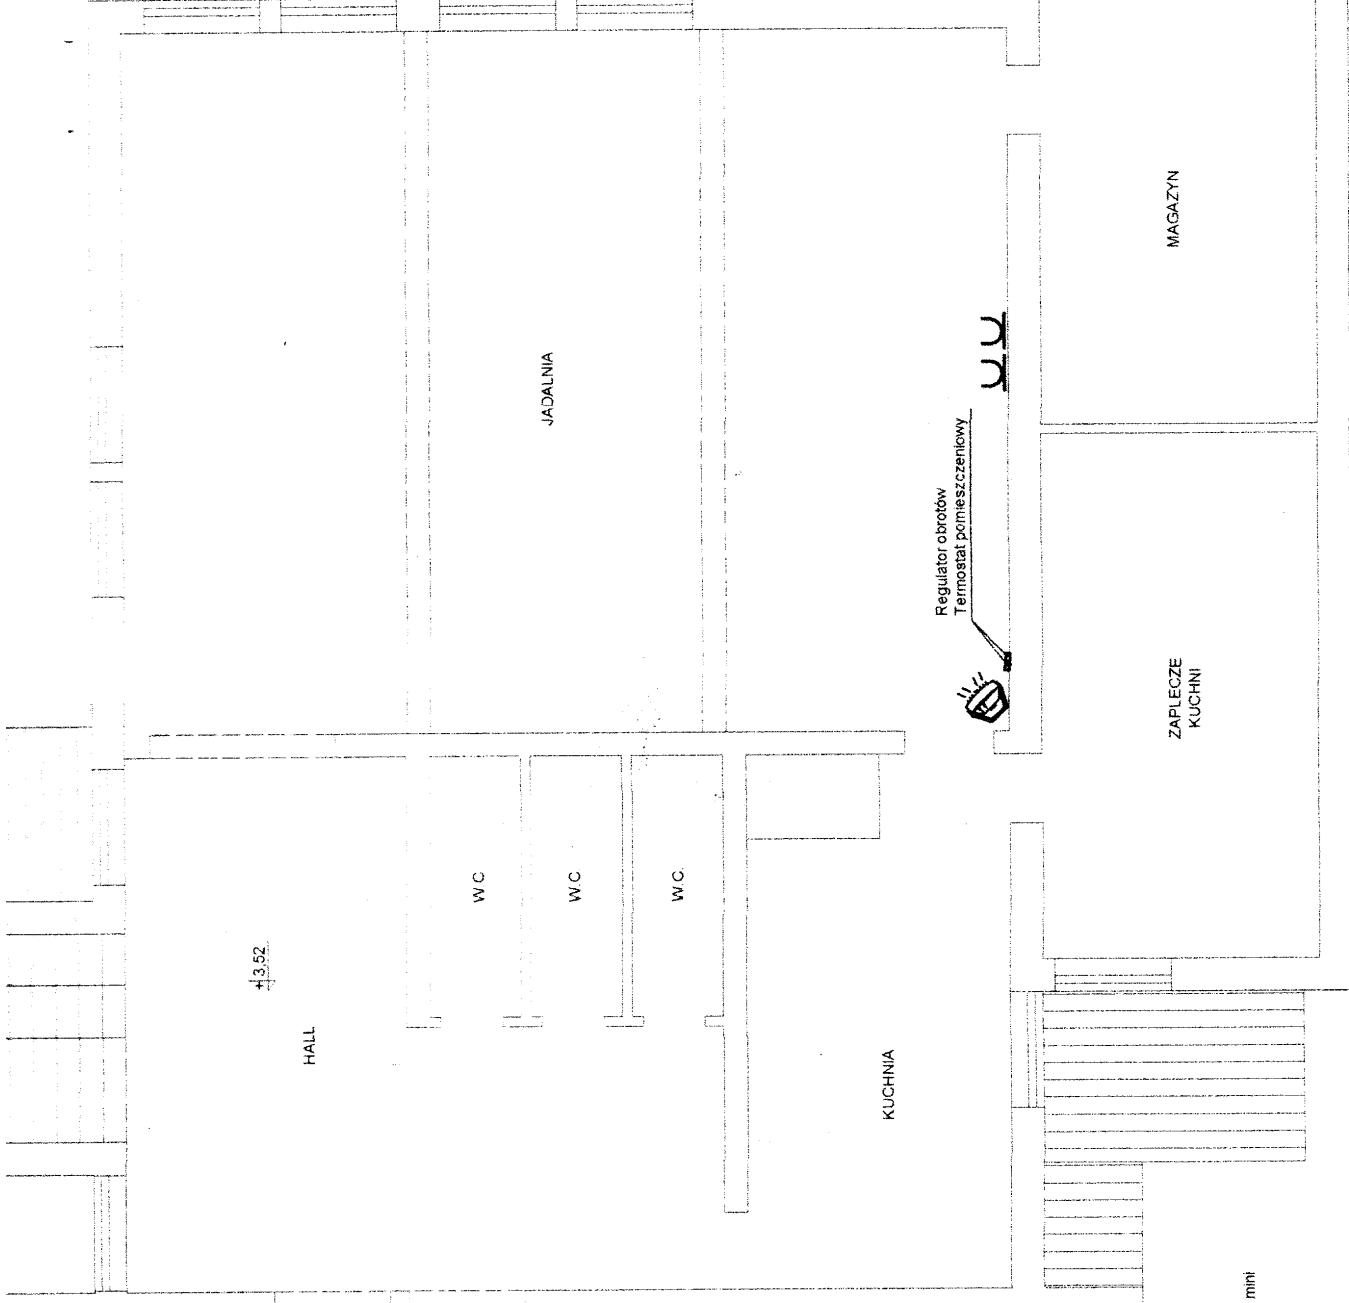 HALL
+3,52
W.C
W.C
W.C.
JADALNIA
KUCHNIA
Regulator obrotów
Termostat pomieszczeniowy
ZAPLECZE
KUCHNI
MAGAZYN
mini